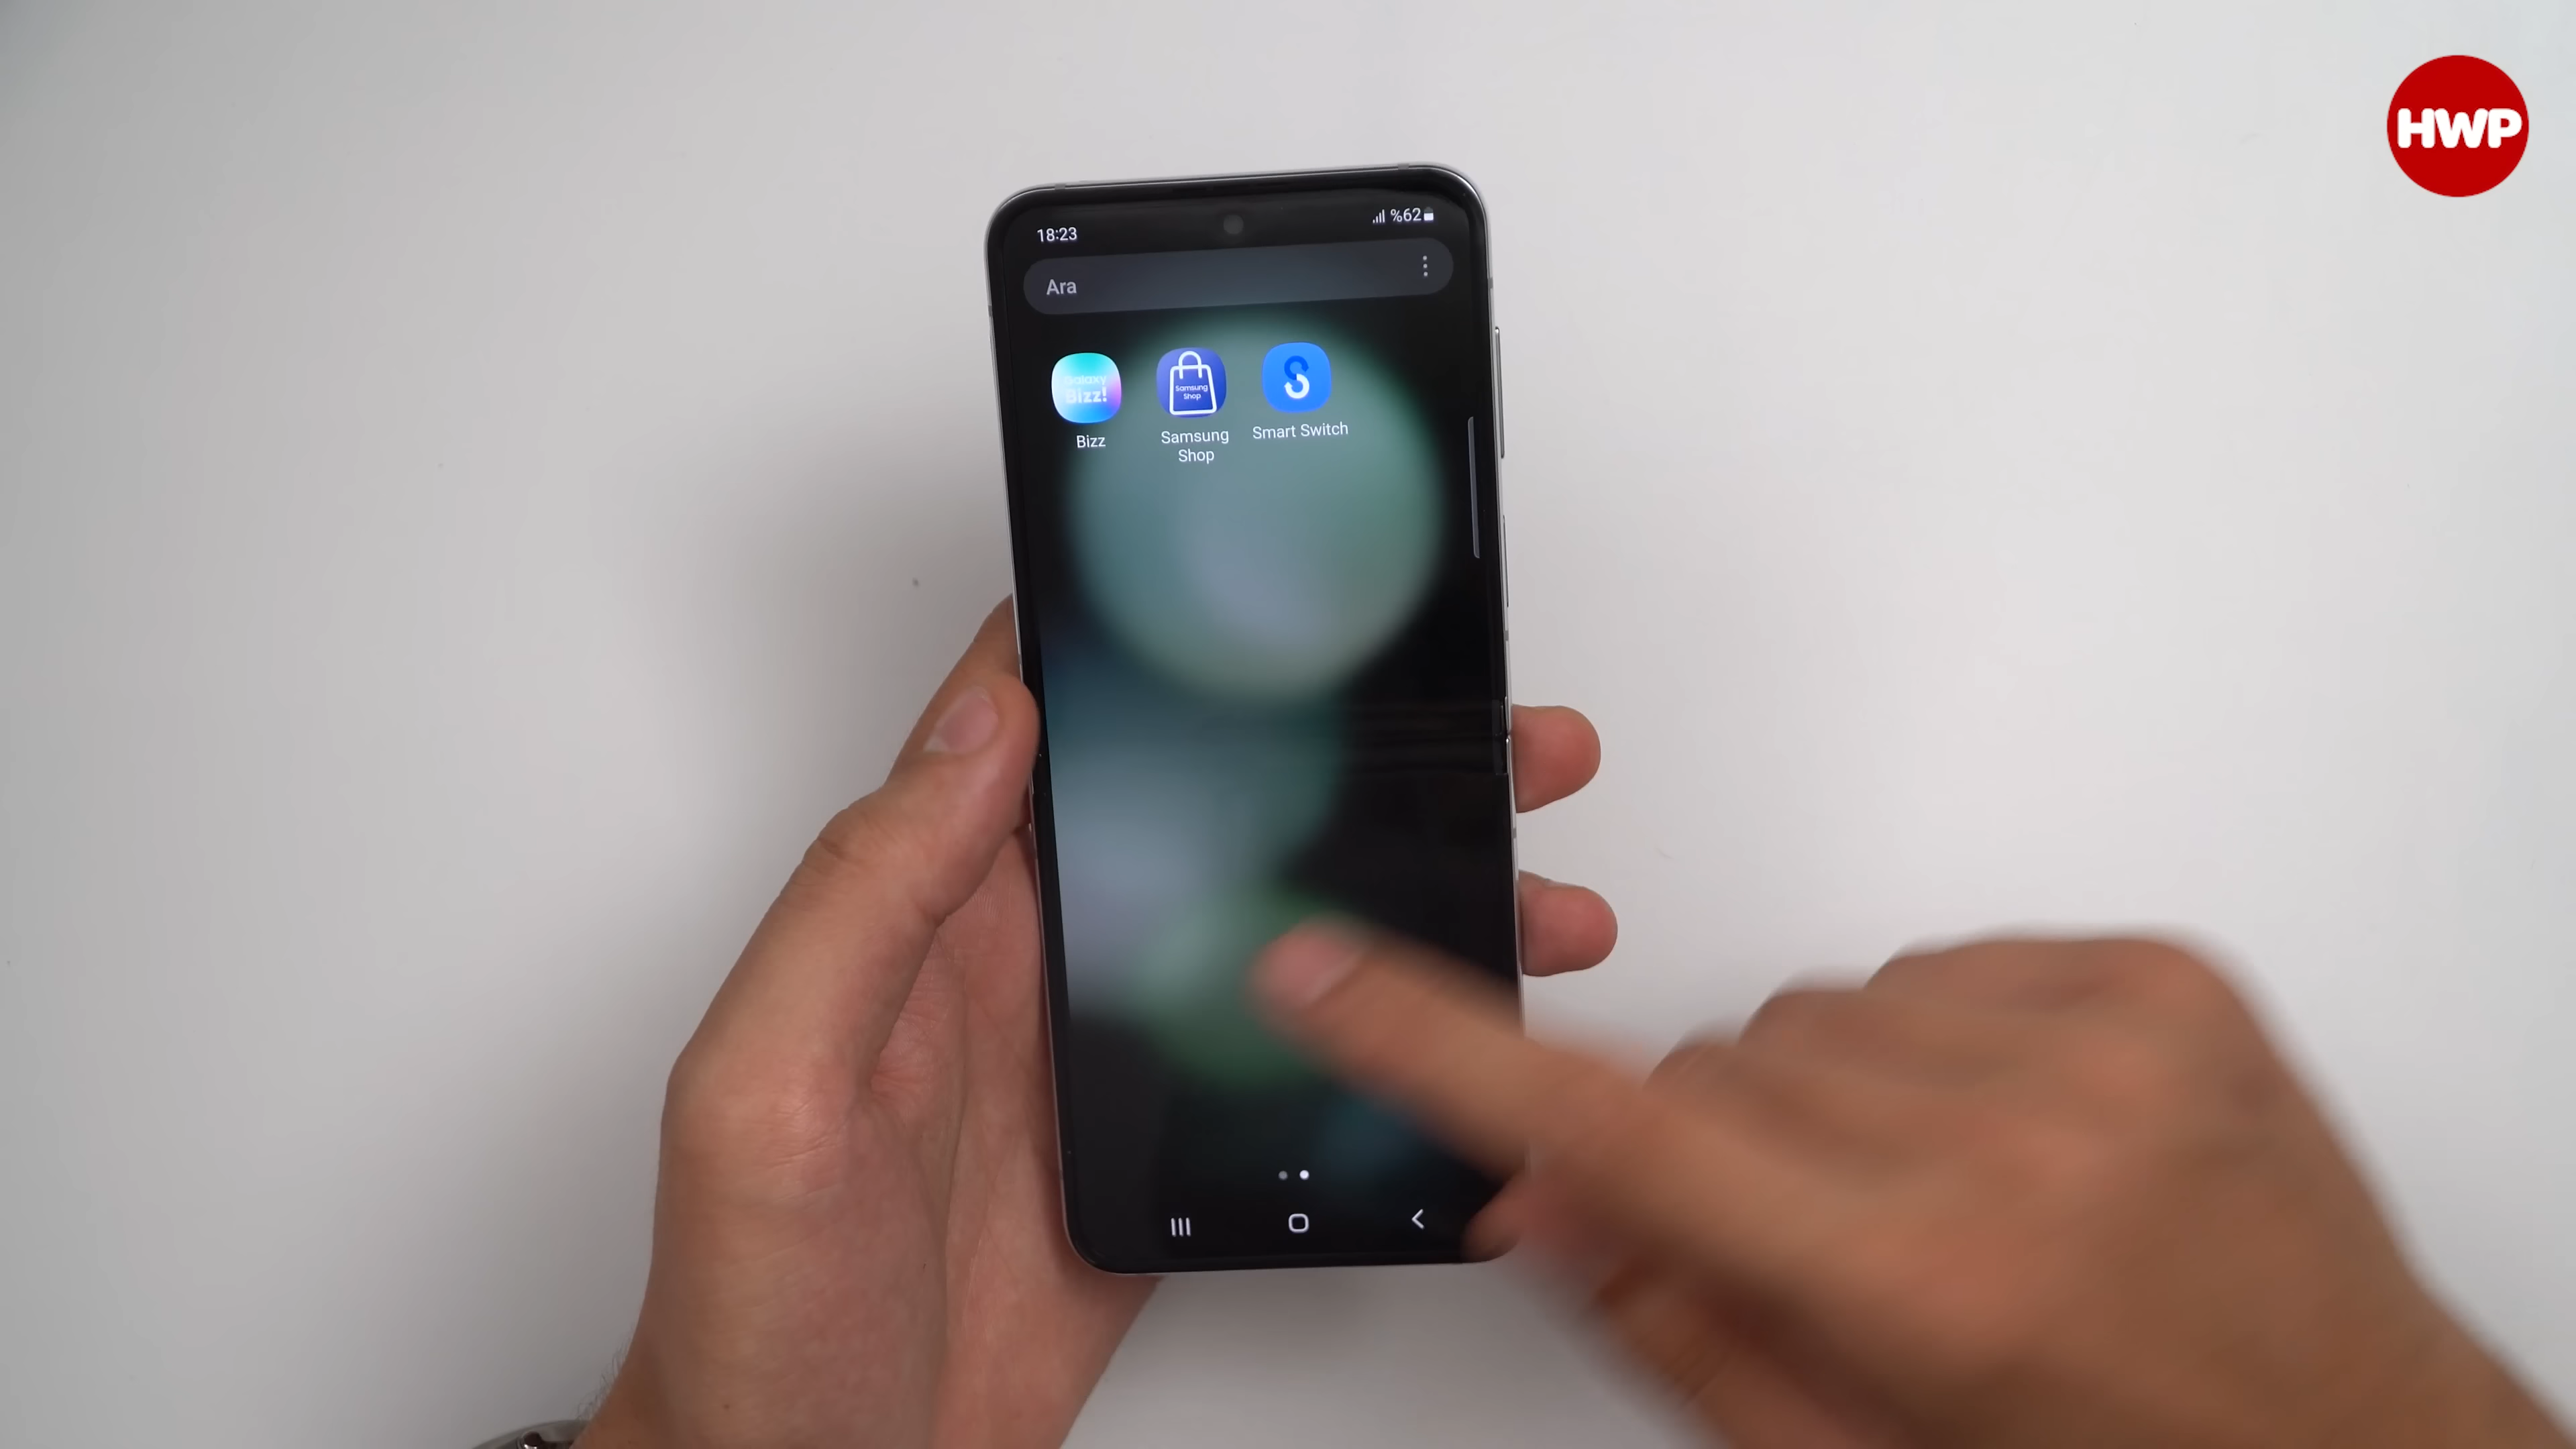 HWP
18:23
%62
Ara
Galaxy
Bizz!
Samsung
Shop
Bizz
Samsung
Shop
Smart Switch